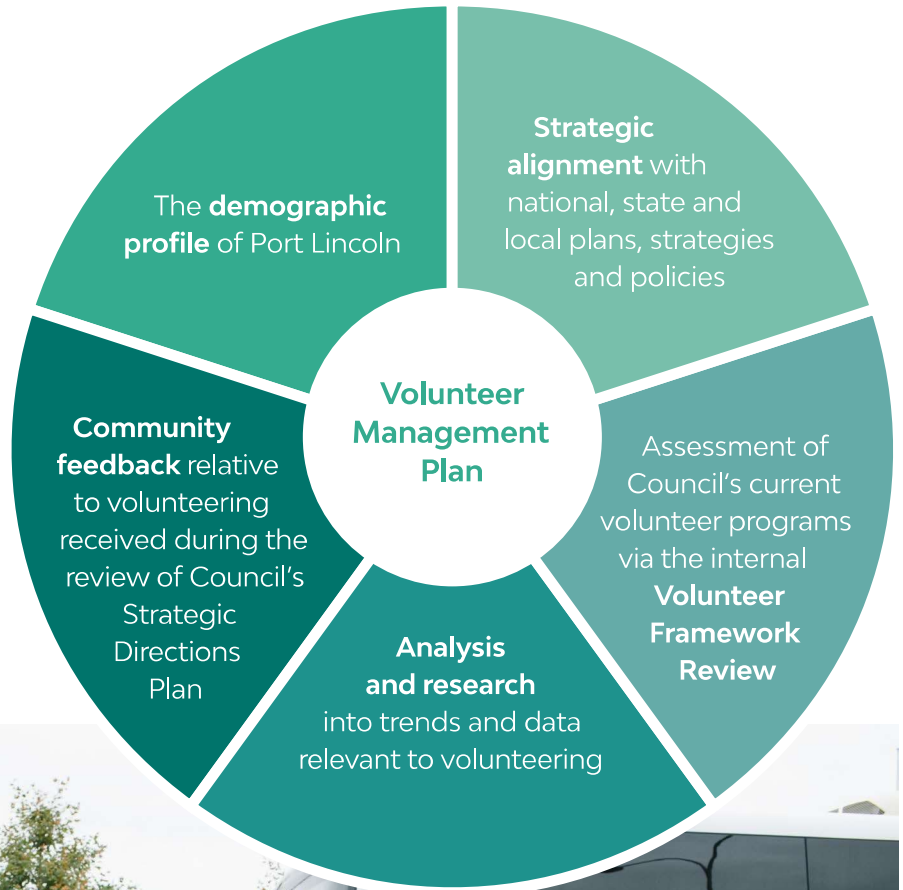 The demographic
profile of Port Lincoln
Strategic
alignment with
national, state and
local plans, strategies
and policies
Volunteer
Management
Plan
Community
feedback relative
to volunteering
received during the
review of Council’s
Strategic
Directions
Plan
Assessment of
Council’s current
volunteer programs
via the internal
Volunteer
Framework
Review
Analysis
and research
into trends and data
relevant to volunteering